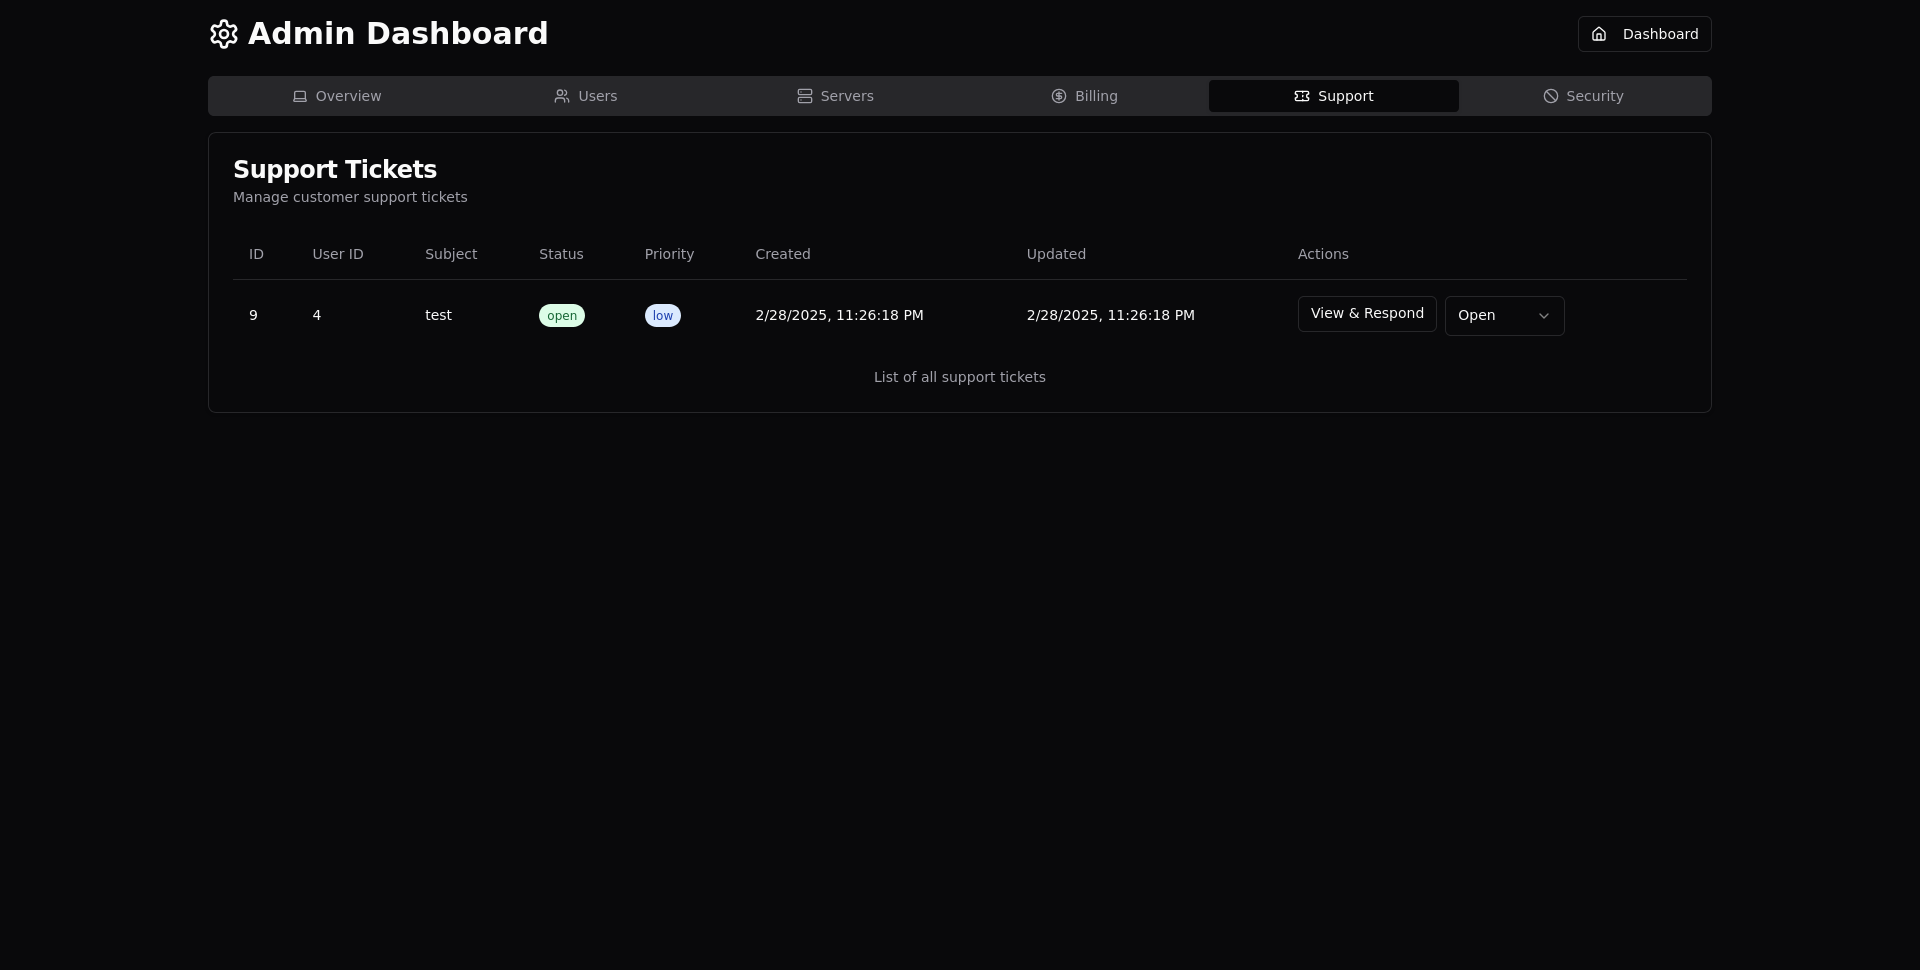 Admin Dashboard
Dashboard
Overview
Users
Servers
Billing
Support
Security
Support Tickets
Manage customer support tickets
ID User ID Subject Status Priority Created Updated Actions
9 4 test open low 2/28/2025, 11:26:18 PM 2/28/2025, 11:26:18 PM View & Respond Open
List of all support tickets